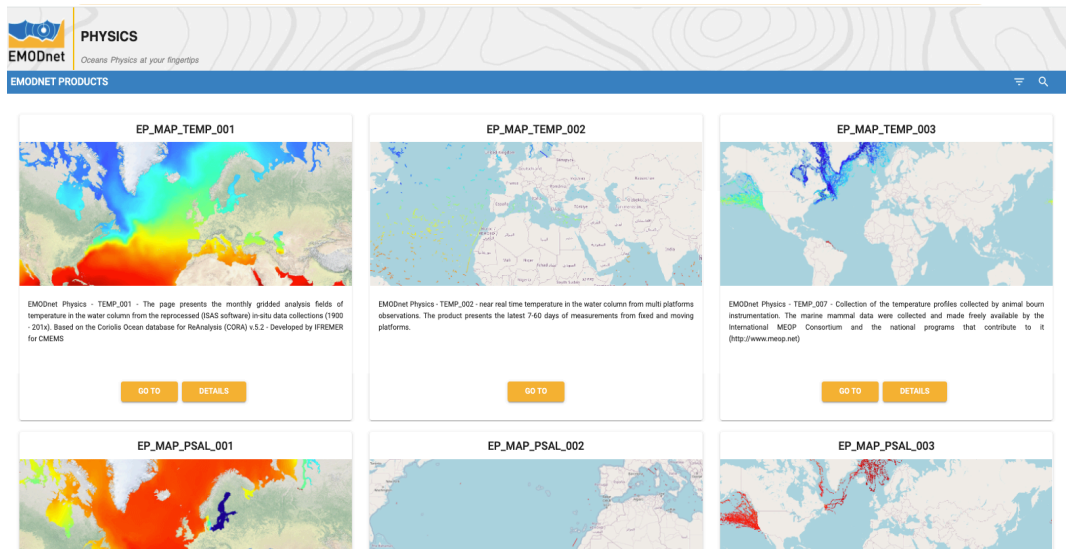 EMODnet
PHYSICS
Oceans Physics at your fingertips
EMODNET PRODUCTS
EP_MAP_TEMP_001
EMODnet Physics - TEMP_001 - The page presents the monthly gridded analysis fields of
temperature in the water column from the reprocessed (ISAS software) in-situ data collections (1900
- 201x). Based on the Coriolis Ocean database for ReAnalysis (CORA) v.5.2 - Developed by IFREMER
for CMEMS
GO TO
DETAILS
EP_MAP_TEMP_002
EMODnet Physics - TEMP_002 - near real time temperature in the water column from multi platforms
observations. The product presents the latest 7-60 days of measurements from fixed and moving
platforms.
GO TO
EP_MAP_TEMP_003
EMODnet Physics - TEMP_007 - Collection of the temperature profiles collected by animal bourn
instrumentation. The marine mammal data were collected and made freely available by the
International MEOP Consortium and the national programs that contribute to it
(http://www.meop.net)
GO TO
DETAILS
EP_MAP_PSAL_001
EP_MAP_PSAL_002
EP_MAP_PSAL_003